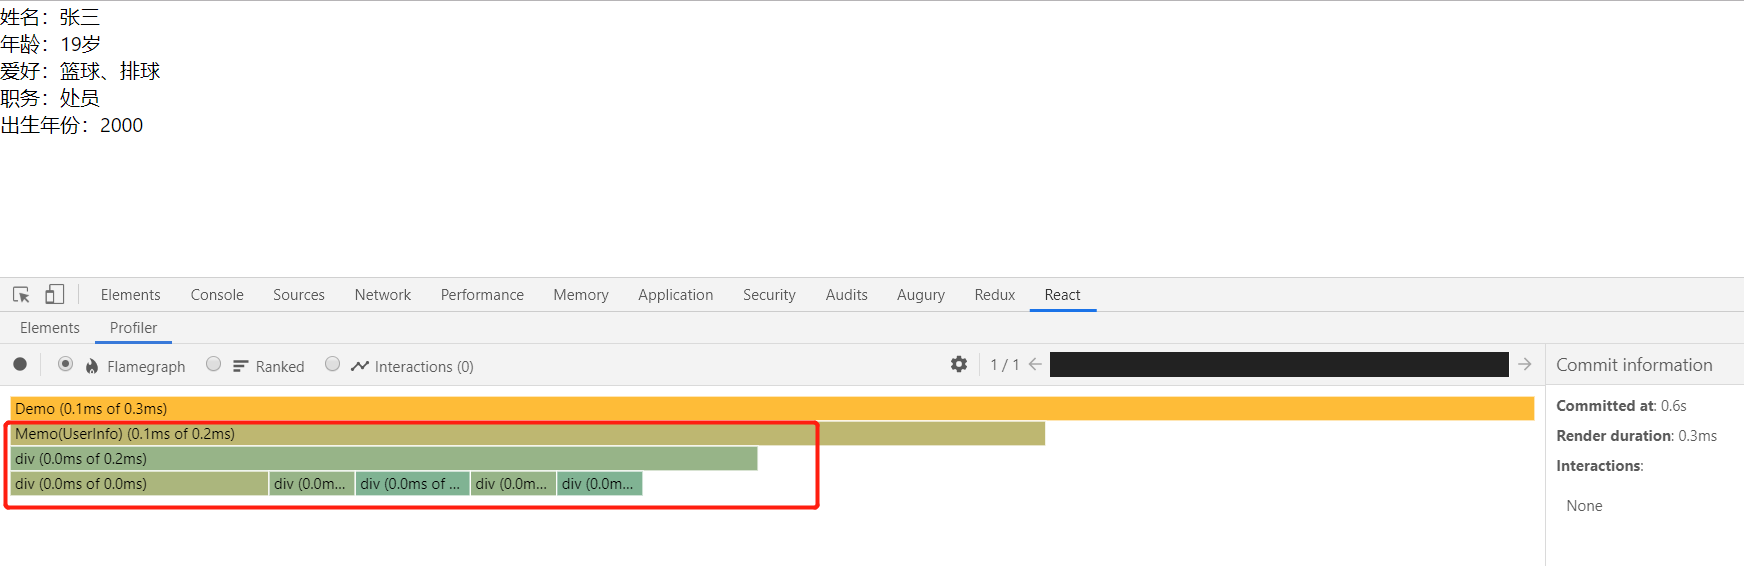 姓名：张三
年龄：19岁
爱好：篮球、排球
职务：处员
出生年份：2000
Elements Console Sources Network Performance Memory Application Security Audits Augury Redux React
Elements Profiler
Flamegraph Ranked Interactions (0) 1 / 1 Commit information
Demo (0.1ms of 0.3ms)
Memo(UserInfo) (0.1ms of 0.2ms)
div (0.0ms of 0.2ms)
div (0.0ms of 0.0ms) div (0.0m... div (0.0ms of ... div (0.0m... div (0.0m...
Committed at: 0.6s
Render duration: 0.3ms
Interactions:
None